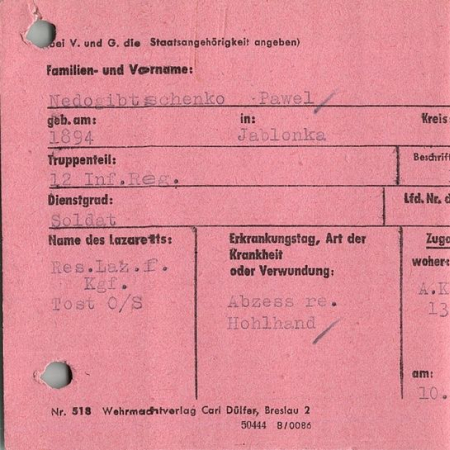 bei V. und G. die Staatsangehörigkeit angeben)
Familien- und Vorname:
Nedogibtschenko Pawel
geb. am: in: Kreis
1894 Jablonka
Truppenteil: Beschrift
12 Inf.Reg.
Dienstgrad: Lfd. Nr. d
Soldat
Name des Lazaretts: Erkrankungstag, Art der Krankheit oder Verwundung: Zuga
woher:
Res.Laz.f. Kgf. Tost O/S
Abzess re. Hohlhand
A.K
13
am:
10.
Nr. 518 Wehrmachtverlag Carl Dülfer, Breslau 2
50444 B/0086